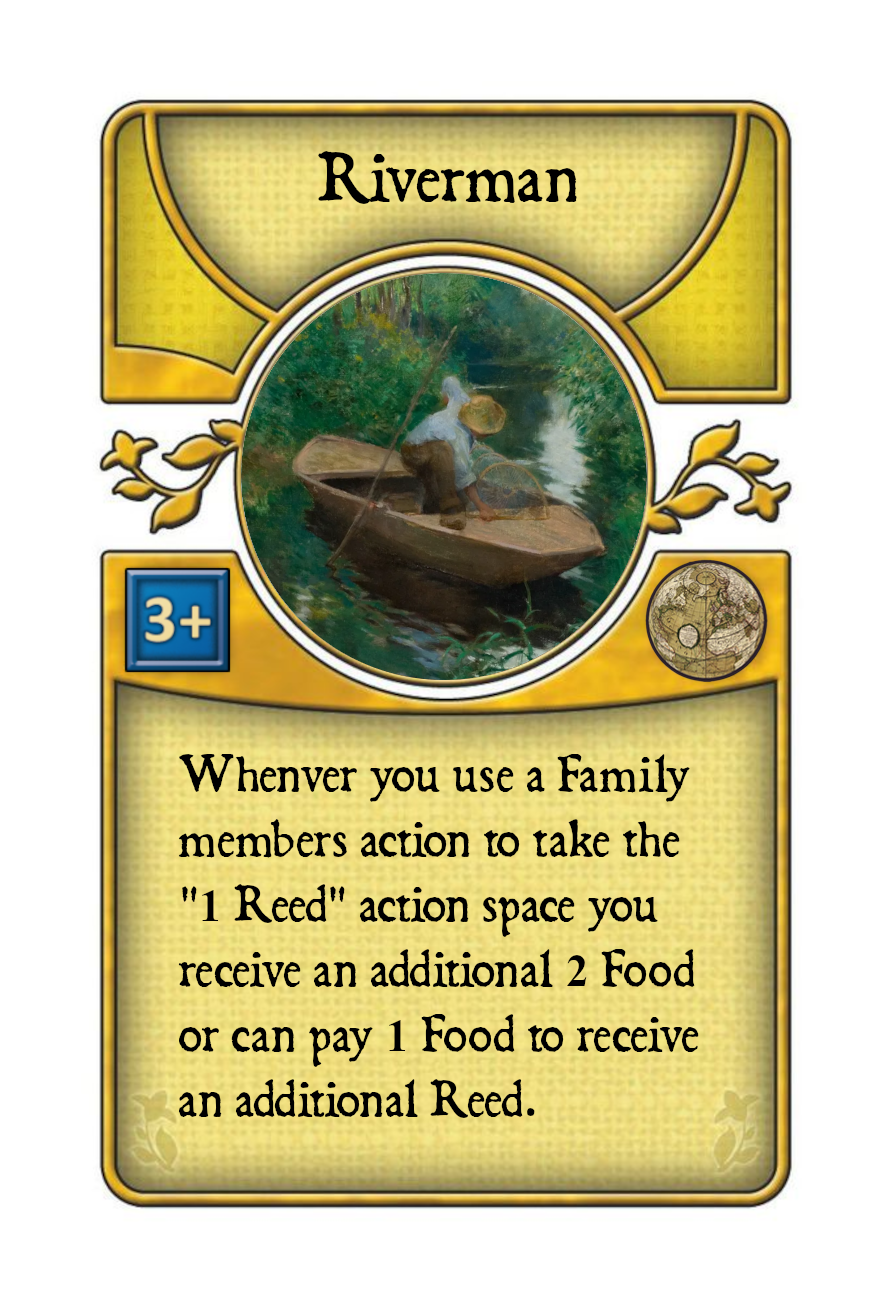 Riverman
3+
Whenver you use a Family
members action to take the
"1 Reed" action space you
receive an additional 2 Food
or can pay 1 Food to receive
an additional Reed.